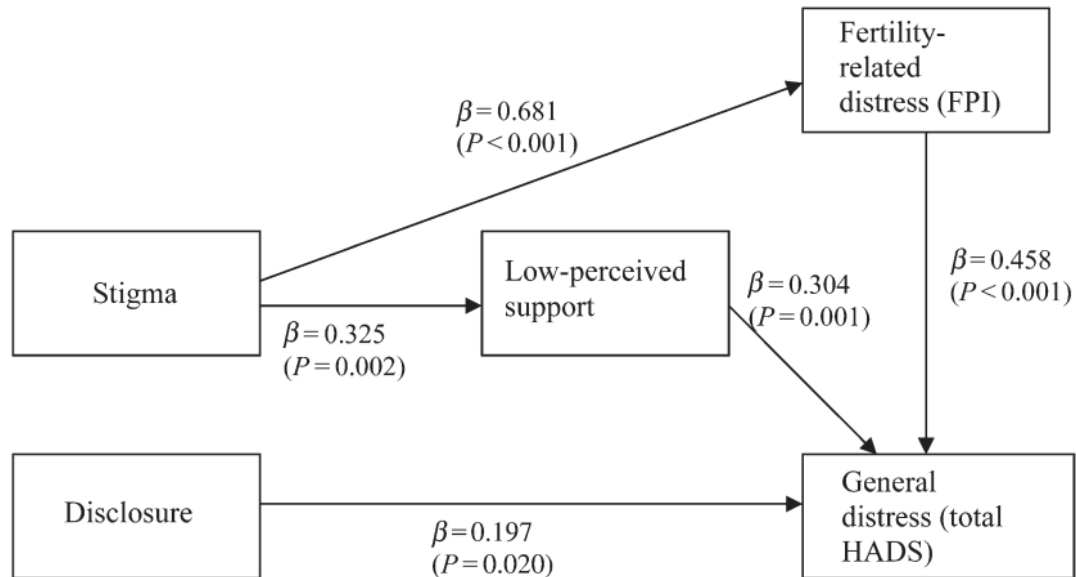 Fertility-
related
distress (FPI)
β=0.681
(P<0.001)
Stigma
Low-perceived
support
β=0.304
(P=0.001)
β=0.458
(P<0.001)
β=0.325
(P=0.002)
Disclosure
β=0.197
(P=0.020)
General
distress (total
HADS)